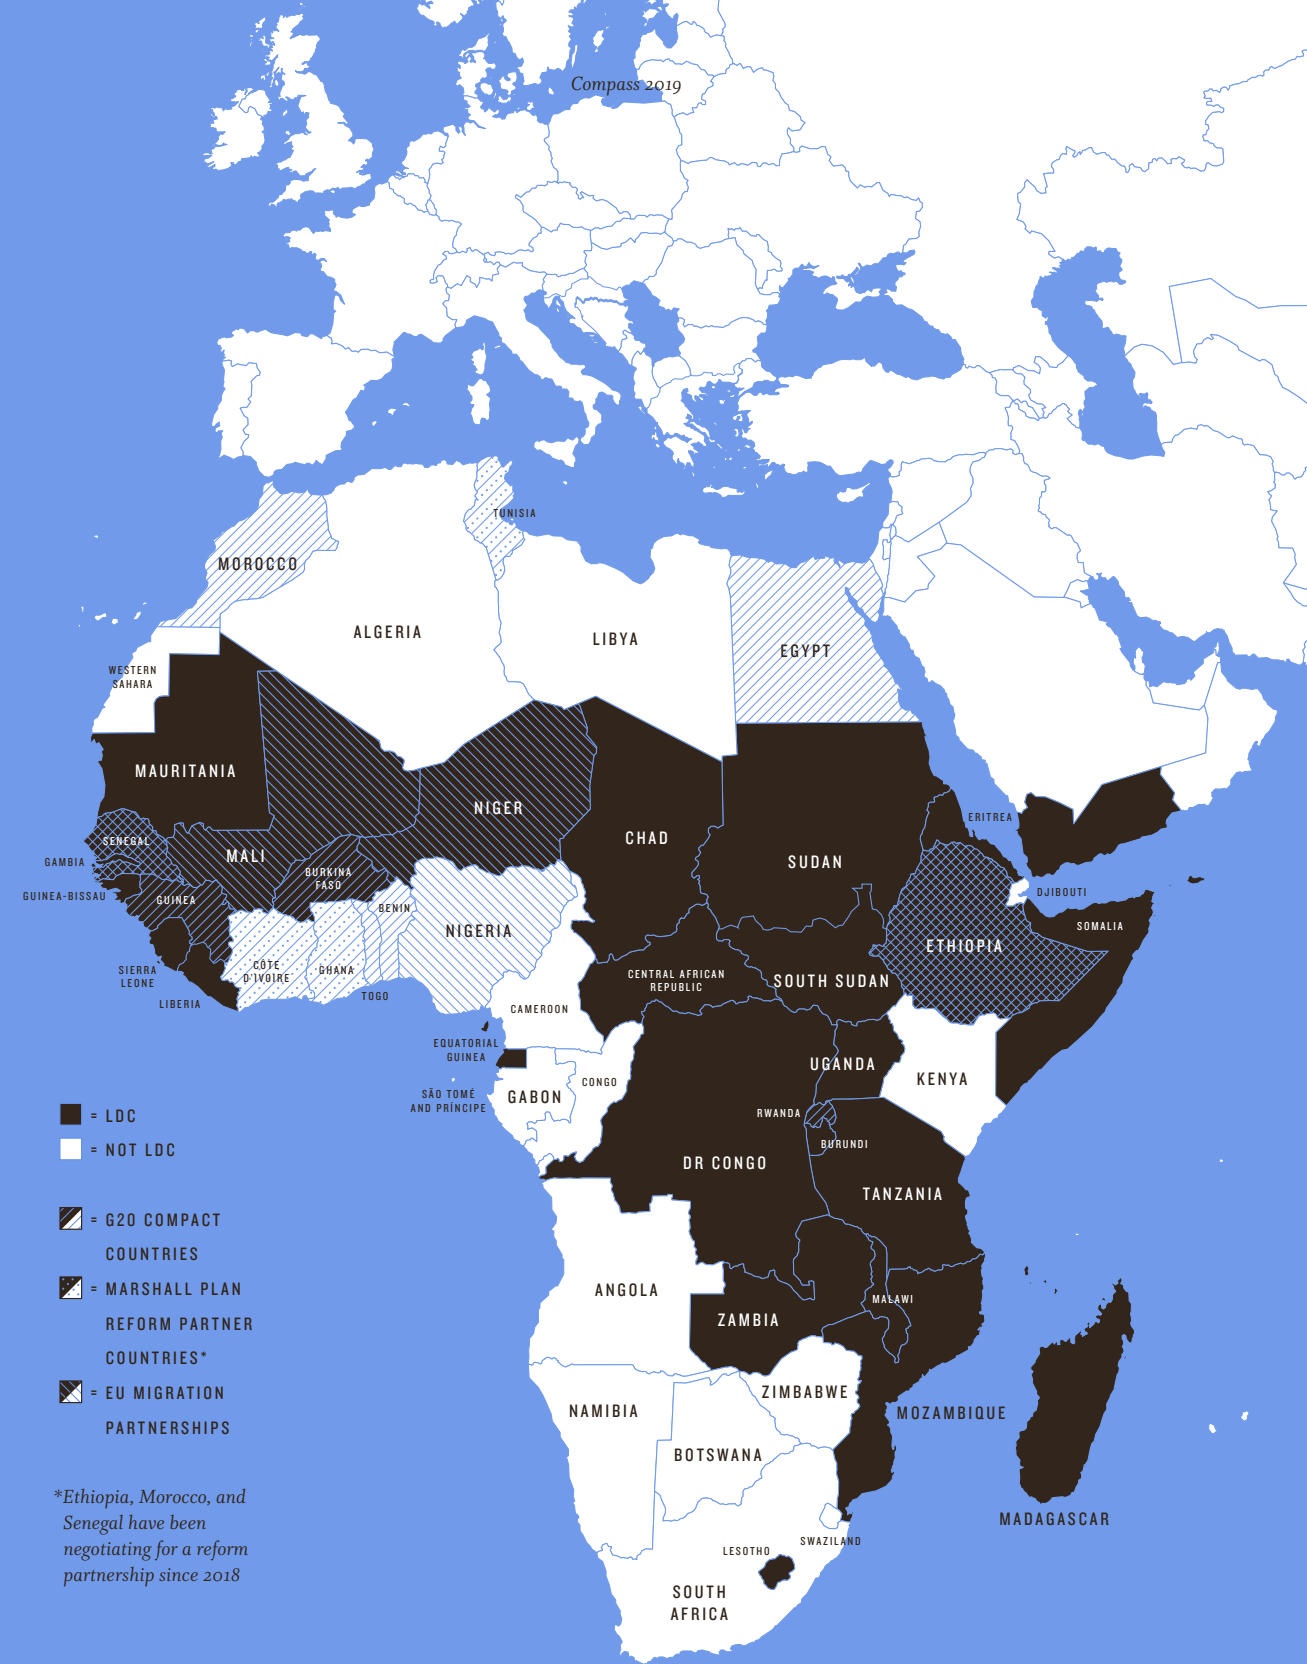 Compass 2019
TUNISIA
MOROCCO
ALGERIA
LIBYA
EGYPT
WESTERN
SAHARA
MAURITANIA
NIGER
CHAD
SUDAN
ERITREA
SENEGAL
MALI
GAMBIA
BURKINA
FASO
DJIBOUTI
GUINEA-BISSAU
GUINEA
BENIN
NIGERIA
SOMALIA
ETHIOPIA
CÔTE
D'IVOIRE
GHANA
SIERRA
LEONE
CENTRAL AFRICAN
REPUBLIC
SOUTH SUDAN
TOGO
LIBERIA
CAMEROON
EQUATORIAL
GUINEA
UGANDA
KENYA
CONGO
SÃO TOMÉ
AND PRÍNCIPE
GABON
RWANDA
BURUNDI
DR CONGO
TANZANIA
ANGOLA
MALAWI
ZAMBIA
ZIMBABWE
NAMIBIA
MOZAMBIQUE
BOTSWANA
MADAGASCAR
SWAZILAND
LESOTHO
SOUTH
AFRICA
= LDC
= NOT LDC
= G20 COMPACT
COUNTRIES
= MARSHALL PLAN
REFORM PARTNER
COUNTRIES*
= EU MIGRATION
PARTNERSHIPS
*Ethiopia, Morocco, and
Senegal have been
negotiating for a reform
partnership since 2018